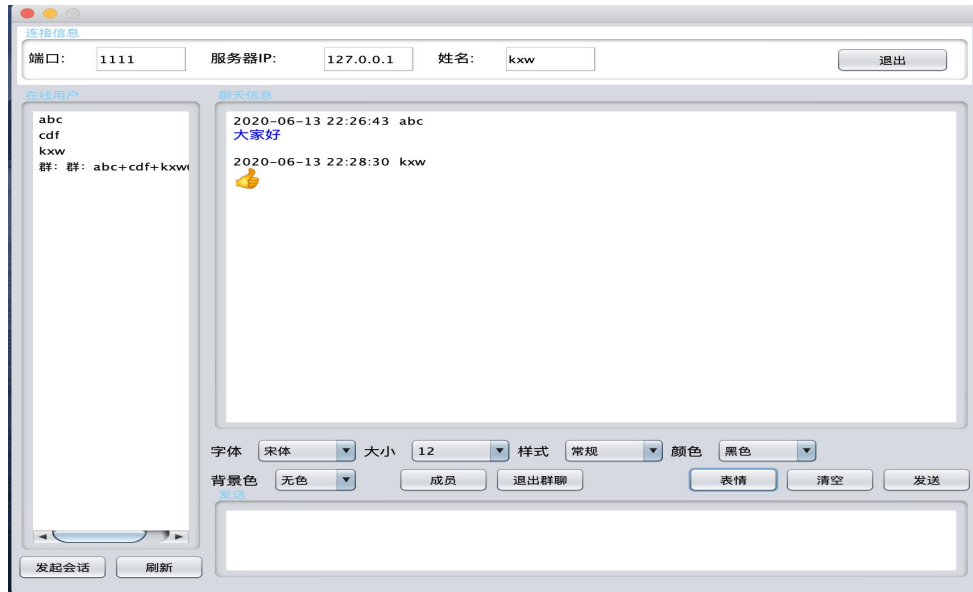 连接信息
端口: 1111 服务器IP: 127.0.0.1 姓名: kxw 退出
在线用户
abc
cdf
kxw
群: 群: abc+cdf+kxw
聊天信息
2020-06-13 22:26:43 abc
大家好
2020-06-13 22:28:30 kxw
字体 宋体 大小 12 样式 常规 颜色 黑色
背景色 无色 成员 退出群聊 表情 清空 发送
发送
发起会话 刷新